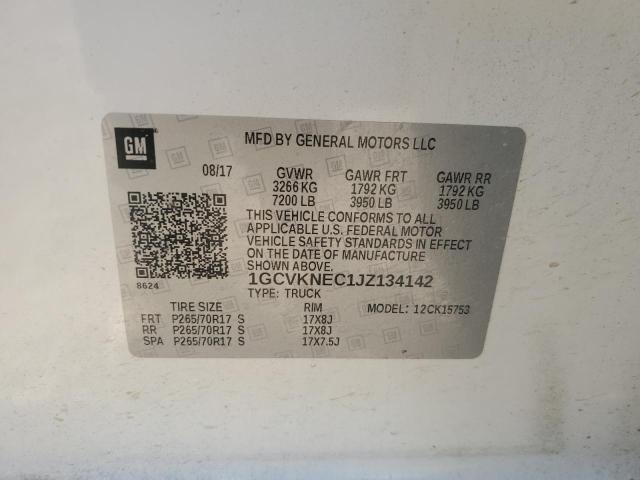 GM
MFD BY GENERAL MOTORS LLC
08/17 GVWR GAWR FRT GAWR RR
3266 KG 1792 KG 1792 KG
7200 LB 3950 LB 3950 LB
THIS VEHICLE CONFORMS TO ALL
APPLICABLE U.S. FEDERAL MOTOR
VEHICLE SAFETY STANDARDS IN EFFECT
ON THE DATE OF MANUFACTURE
SHOWN ABOVE.
8624
1GCVKNEC1JZ134142
TYPE: TRUCK
TIRE SIZE RIM MODEL: 12CK15753
FRT P265/70R17 S 17X8J
RR P265/70R17 S 17X8J
SPA P265/70R17 S 17X7.5J